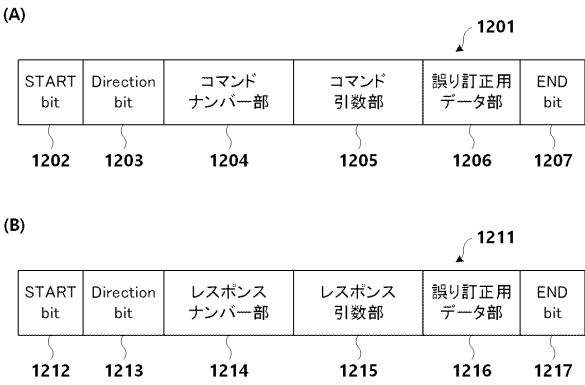 (A)
1201
START bit
Direction bit
コマンド ナンバー部
コマンド 引数部
誤り訂正用 データ部
END bit
1202 1203 1204 1205 1206 1207
(B)
1211
START bit
Direction bit
レスポンス ナンバー部
レスポンス 引数部
誤り訂正用 データ部
END bit
1212 1213 1214 1215 1216 1217